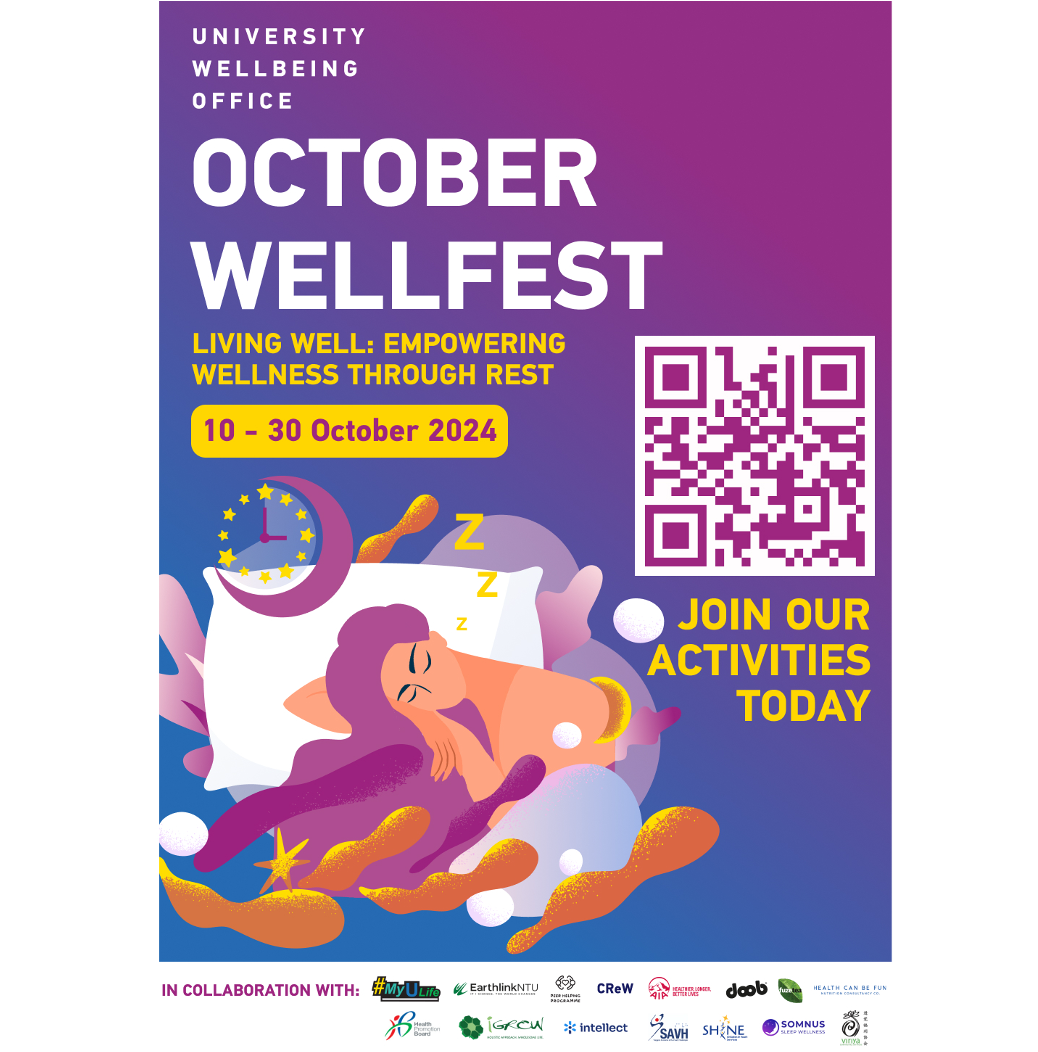 UNIVERSITY
WELLBEING
OFFICE
OCTOBER
WELLFEST
LIVING WELL: EMPOWERING
WELLNESS THROUGH REST
10 - 30 October 2024
Z
Z
Z
JOIN OUR
ACTIVITIES
TODAY
IN COLLABORATION WITH:
#MyULife
EarthlinkNTU
PEER HELPING
PROGRAMME
CReW
AIA
HEALTHIER, LONGER,
BETTER LIVES
doob
HEALTH CAN BE FUN
Health
Promotion
Board
iGROW
intellect
SAVH
SHINE
SOMNUS
SLEEP WELLNESS
vinya